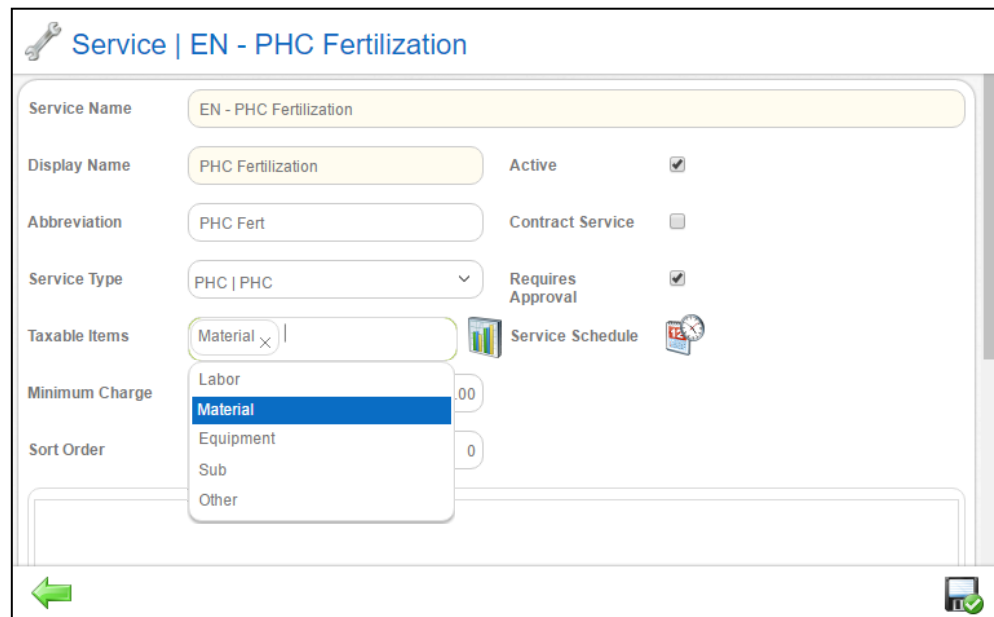 Service | EN - PHC Fertilization
Service Name EN - PHC Fertilization
Display Name PHC Fertilization Active
Abbreviation PHC Fert Contract Service
Service Type PHC | PHC Requires
Approval
Taxable Items Material Service Schedule
Labor
Minimum Charge .00
Material
Equipment
Sort Order 0
Sub
Other